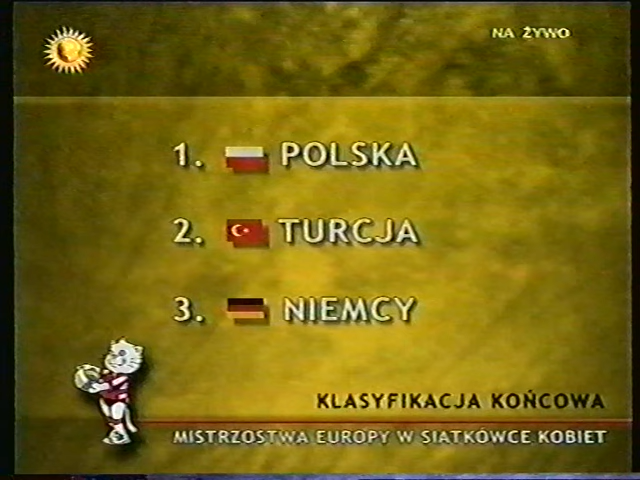 NA ŻYWO
1. POLSKA
2. TURCJA
3. NIEMCY
KLASYFIKACJA KOŃCOWA
MISTRZOSTWA EUROPY W SIATKÓWCE KOBIET